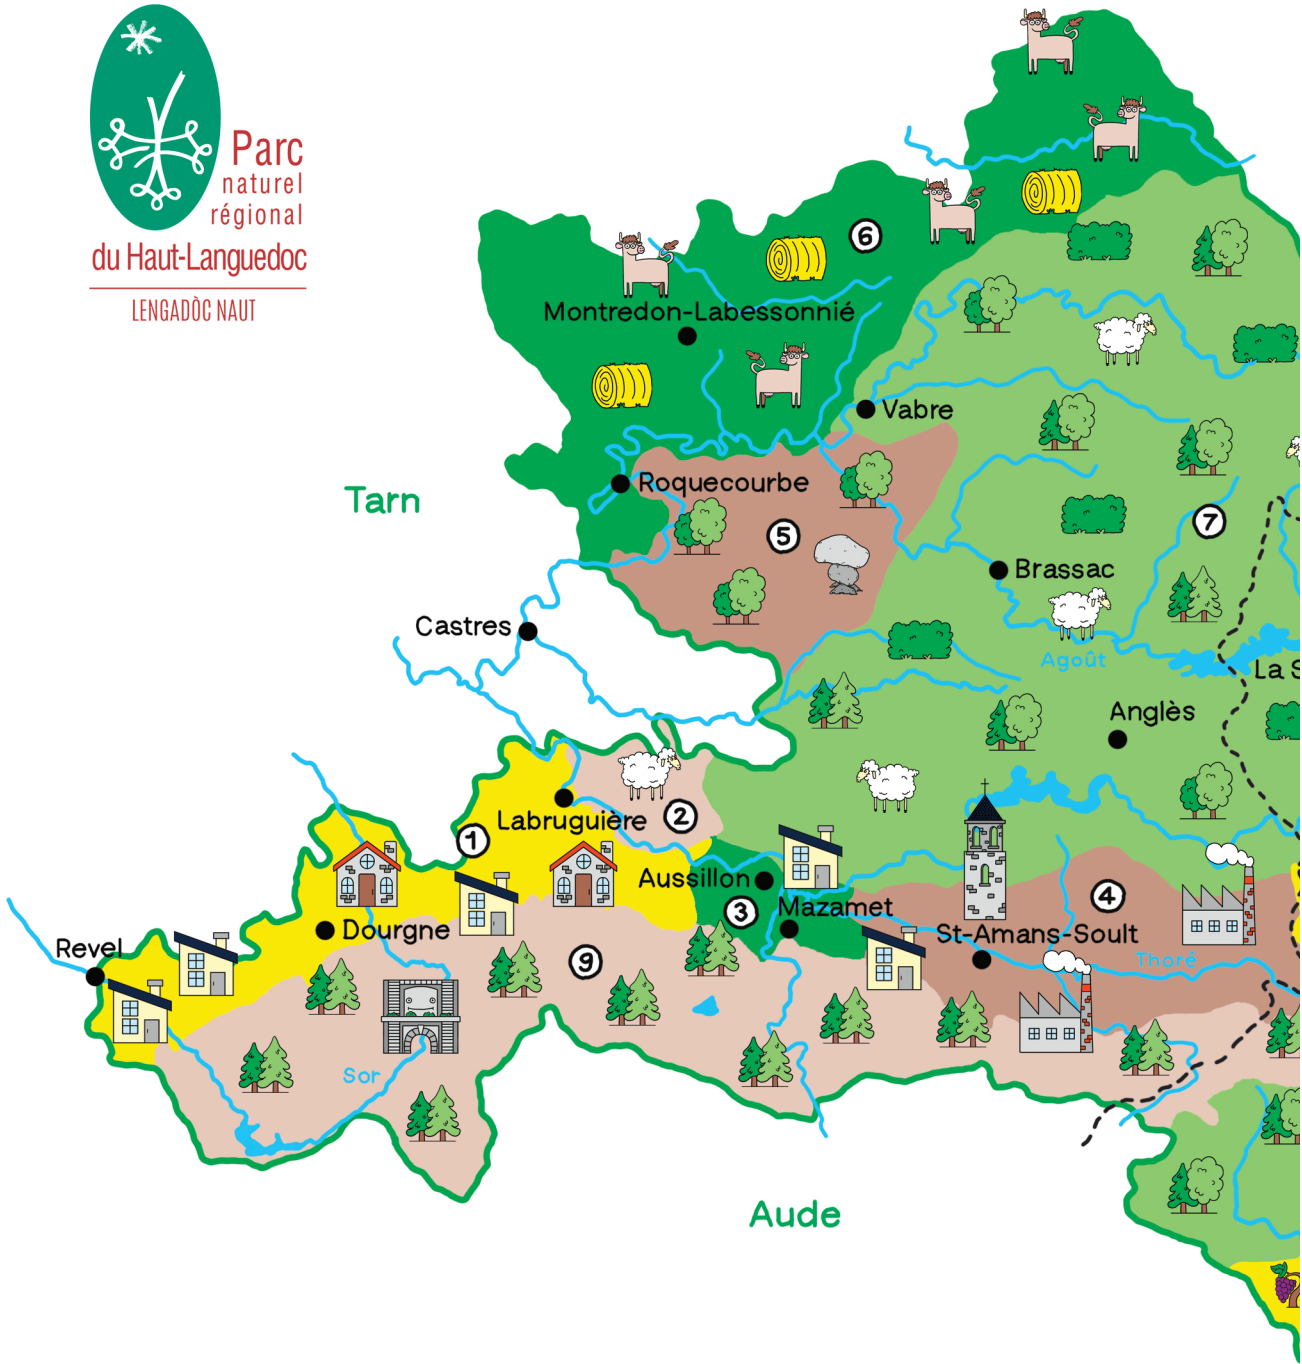 Parc
naturel
régional
du Haut-Languedoc
LENGADÒC NAUT
6
Montredon-Labessonnié
Vabre
Tarn
Roquecourbe
5
7
Brassac
Castres
Agoût
La S
Anglès
1
Labruguière
2
Aussillon
3
Mazamet
4
Revel
Dourgne
9
St-Amans-Soult
Thoré
Sor
Aude